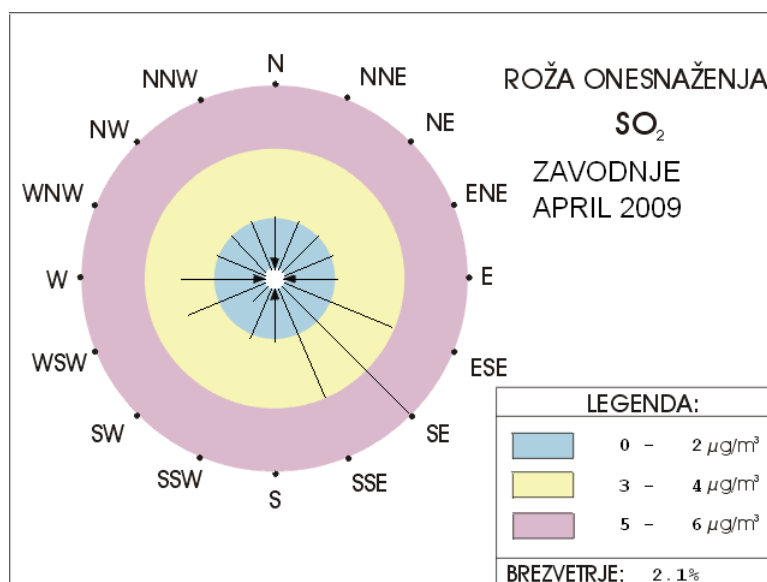 ROŽA ONESNAŽENJA
SO₂
ZAVODNJE
APRIL 2009
N
NNE
NE
ENE
E
ESE
SE
SSE
S
SSW
SW
WSW
W
WNW
NW
NNW
LEGENDA:
0 – 2 µg/m³
3 – 4 µg/m³
5 – 6 µg/m³
BREZVETRJE: 2.1%